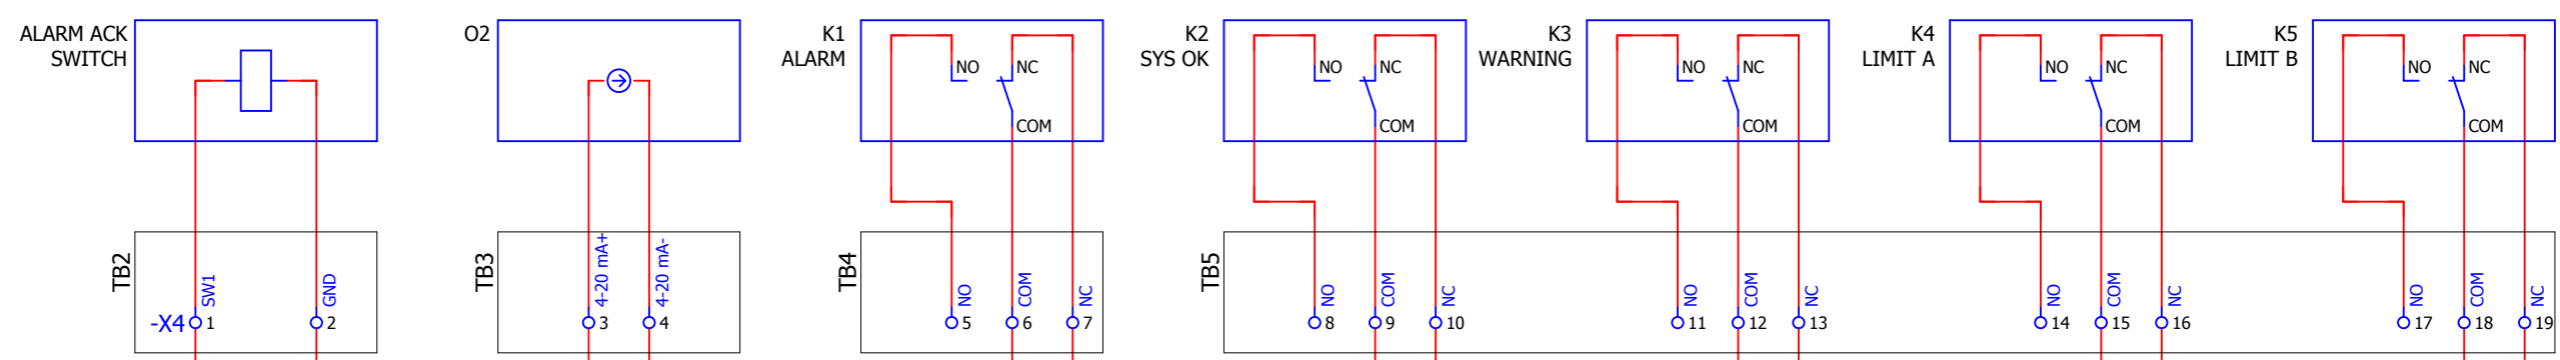 ALARM ACK
SWITCH
O2
K1
ALARM
NO
NC
COM
K2
SYS OK
NO
NC
COM
K3
WARNING
NO
NC
COM
K4
LIMIT A
NO
NC
COM
K5
LIMIT B
NO
NC
COM
TB2
SW1
GND
-X4
1
2
TB3
4-20 mA+
4-20 mA-
3
4
TB4
NO
COM
NC
5
6
7
TB5
NO
COM
NC
8
9
10
NO
COM
NC
11
12
13
NO
COM
NC
14
15
16
NO
COM
NC
17
18
19